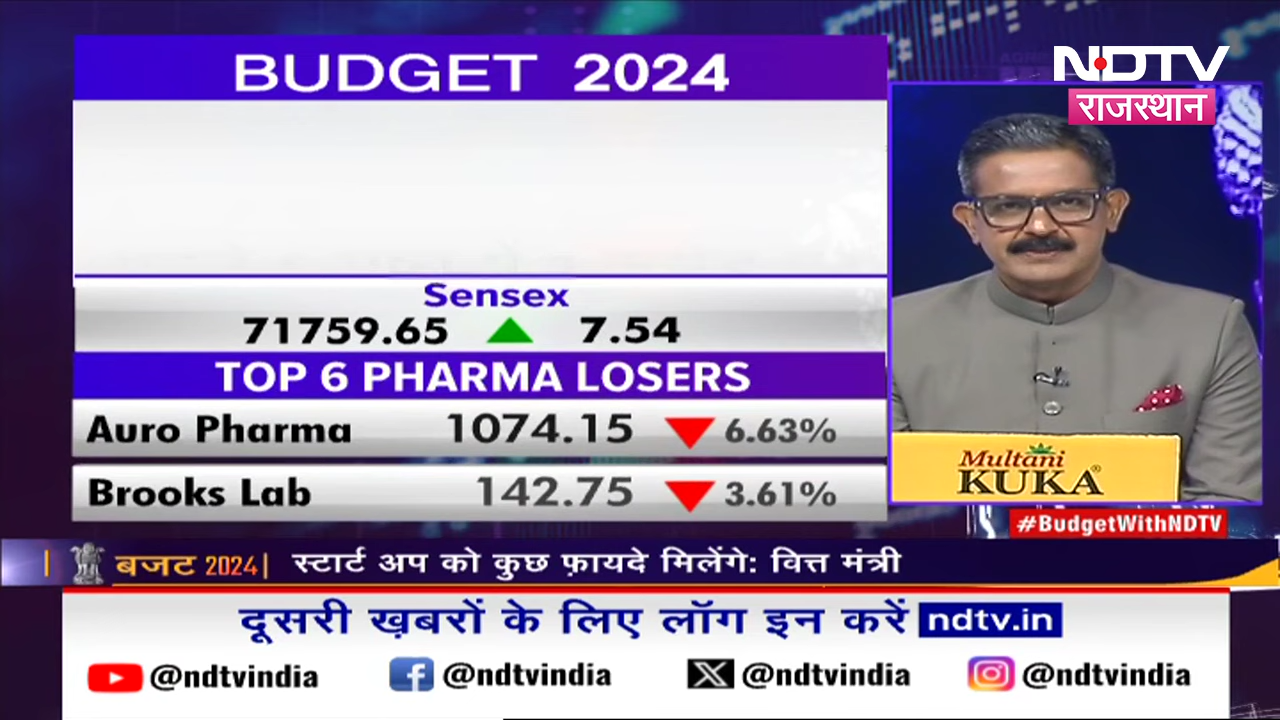 BUDGET 2024
NDTV
राजस्थान
Sensex
71759.65 7.54
TOP 6 PHARMA LOSERS
Auro Pharma 1074.15 6.63%
Brooks Lab 142.75 3.61%
Multani
KUKA®
#BudgetWithNDTV
बजट 2024| स्टार्ट अप को कुछ फ़ायदे मिलेंगे: वित्त मंत्री
दूसरी ख़बरों के लिए लॉग इन करें ndtv.in
@ndtvindia @ndtvindia @ndtvindia @ndtvindia